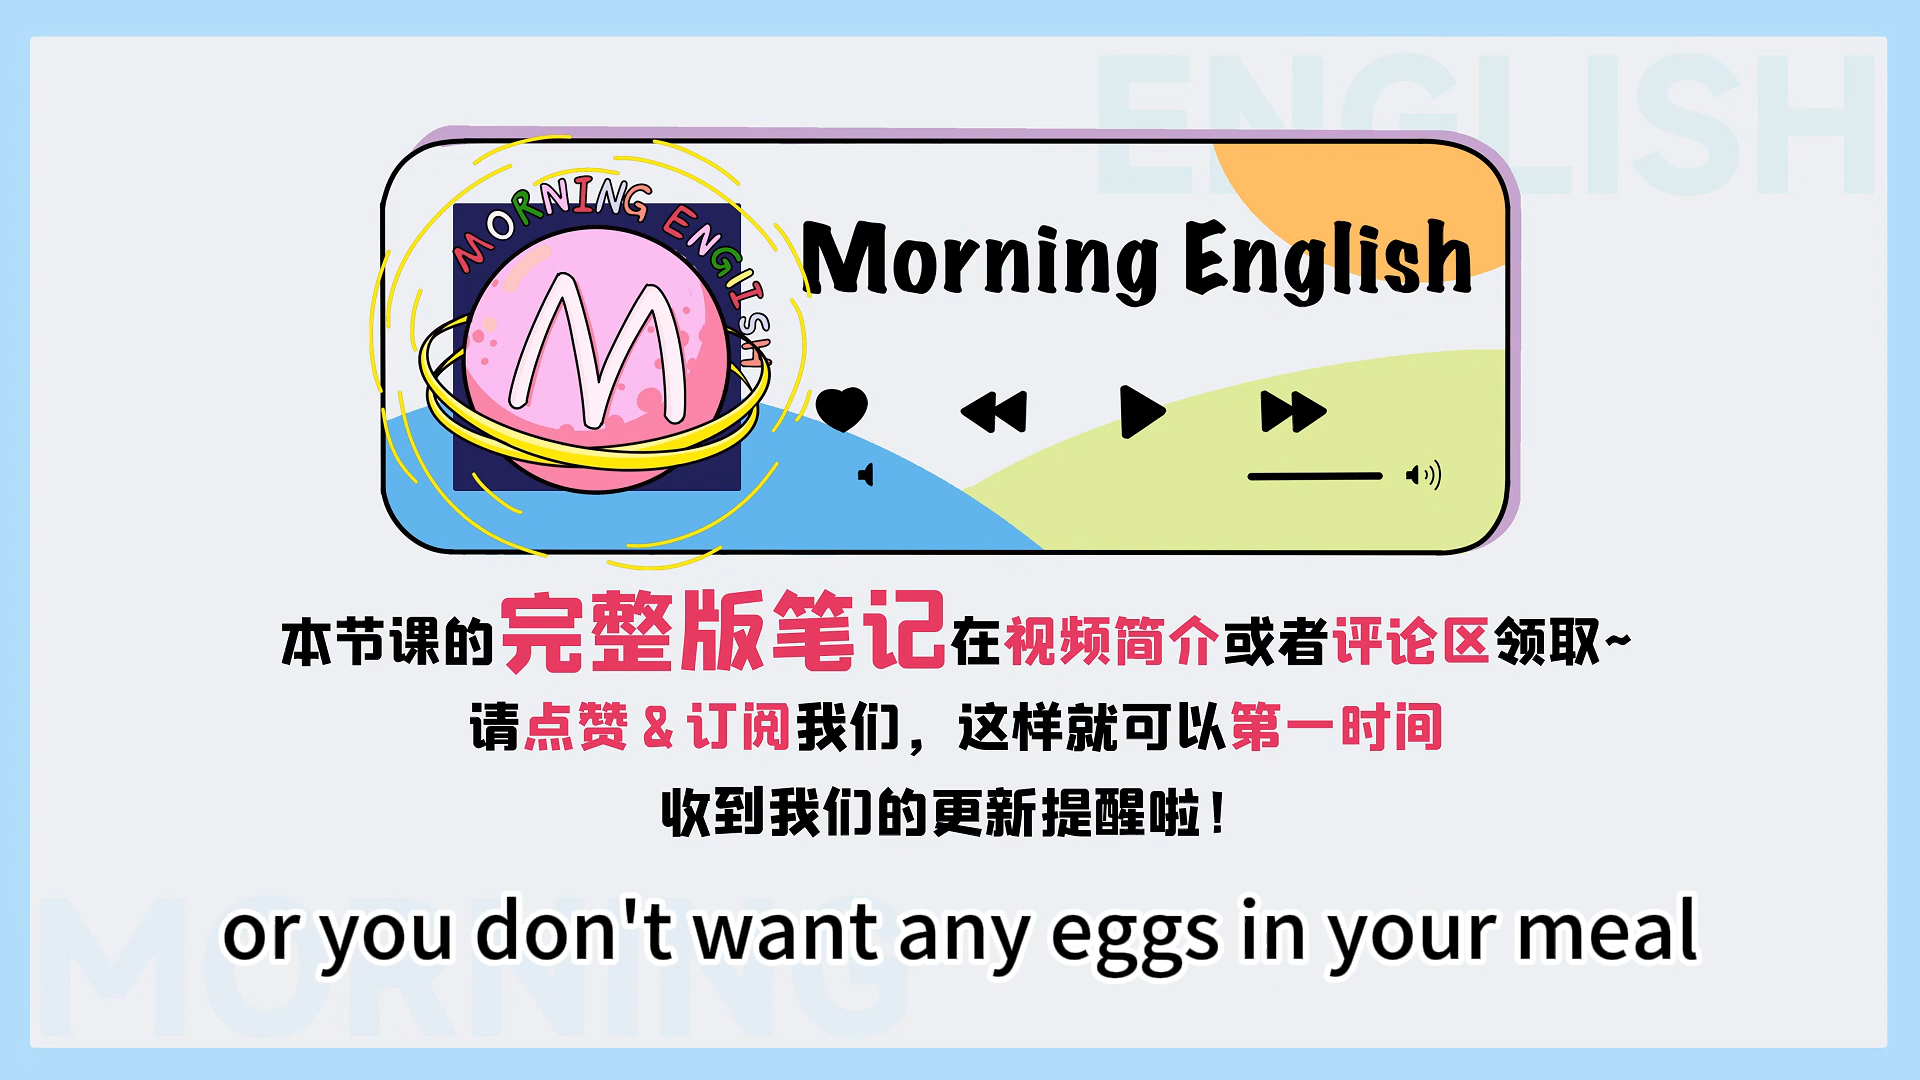 ENGLISH
MORNING ENGLISH
M
Morning English
本节课的完整版笔记在视频简介或者评论区领取~
请点赞&订阅我们，这样就可以第一时间
收到我们的更新提醒啦！
or you don't want any eggs in your meal
MORNING